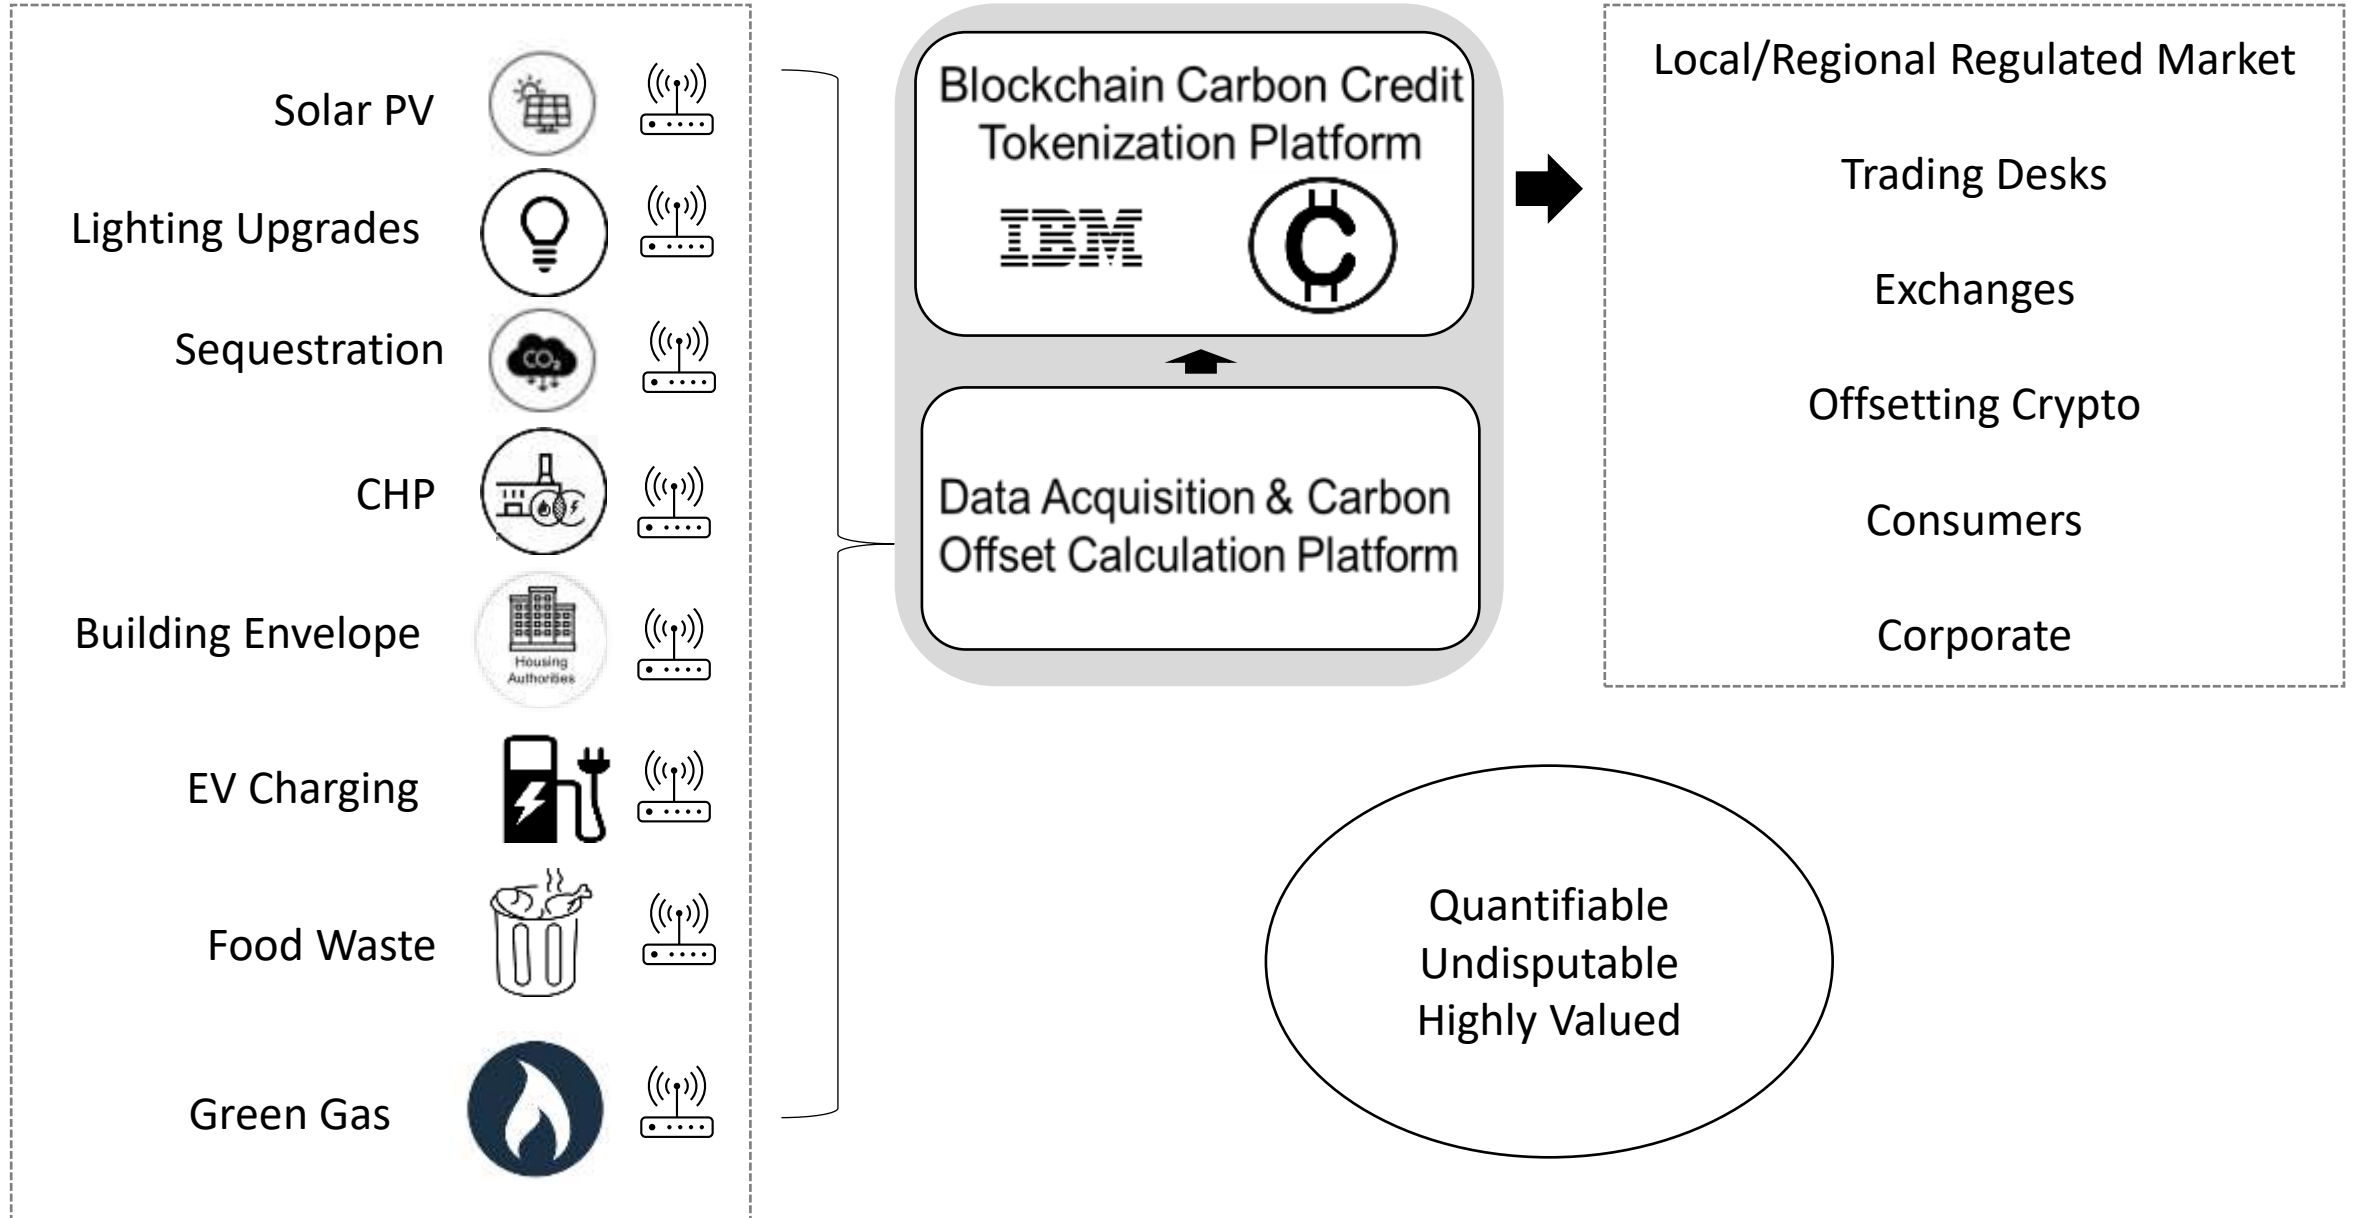 Solar PV
Lighting Upgrades
Sequestration
CO₂
CHP
Building Envelope
Housing
Authorities
EV Charging
Food Waste
Green Gas
Blockchain Carbon Credit
Tokenization Platform
IBM
Data Acquisition & Carbon
Offset Calculation Platform
Local/Regional Regulated Market
Trading Desks
Exchanges
Offsetting Crypto
Consumers
Corporate
Quantifiable
Undisputable
Highly Valued